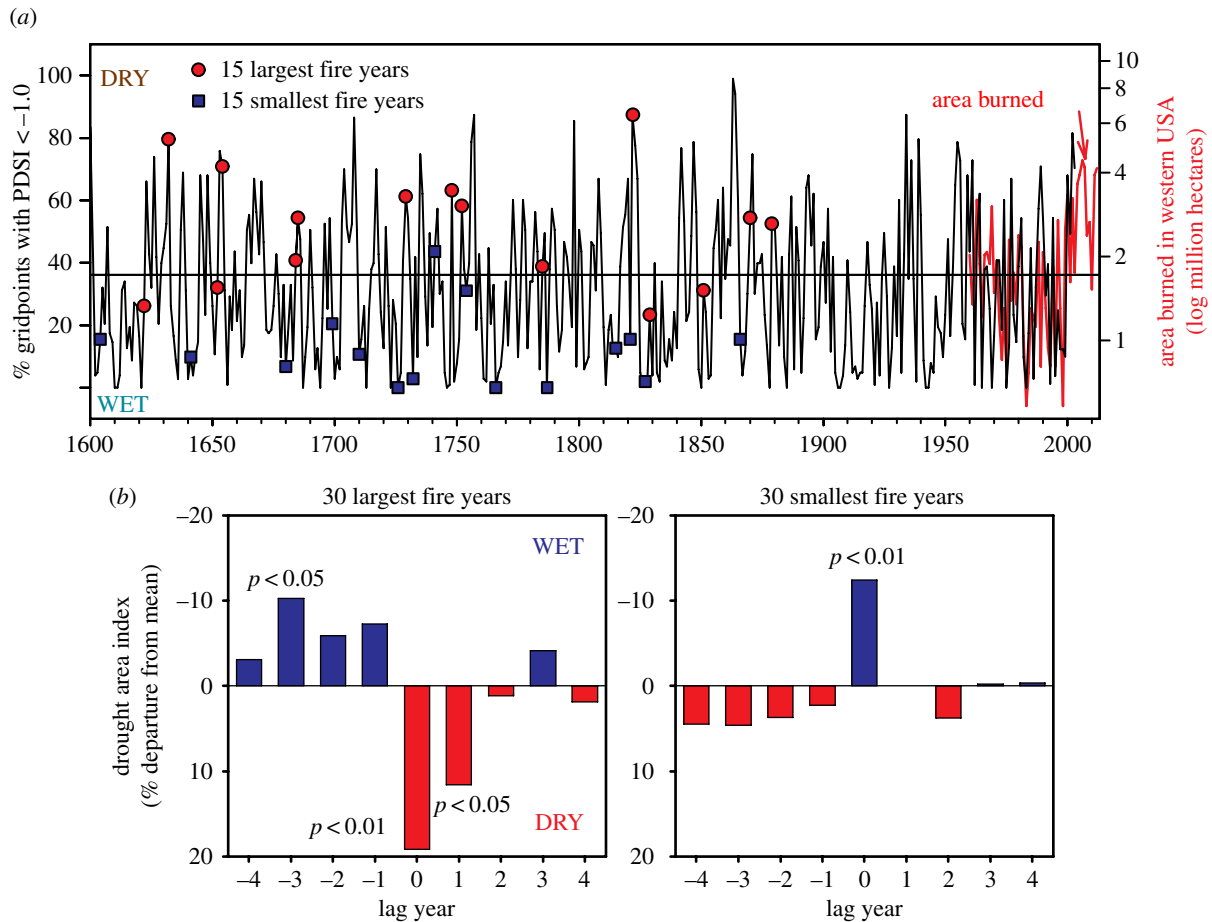 (a)
DRY
15 largest fire years
15 smallest fire years
area burned
WET
100
80
60
40
20
% gridpoints with PDSI < −1.0
10
8
6
4
2
1
area burned in western USA
(log million hectares)
1600 1650 1700 1750 1800 1850 1900 1950 2000
(b)
30 largest fire years
30 smallest fire years
−20
−10
0
10
20
drought area index
(% departure from mean)
WET
p < 0.05
p < 0.01
p < 0.05
DRY
−4 −3 −2 −1 0 1 2 3 4
lag year
−20
−10
0
10
20
p < 0.01
−4 −3 −2 −1 0 1 2 3 4
lag year